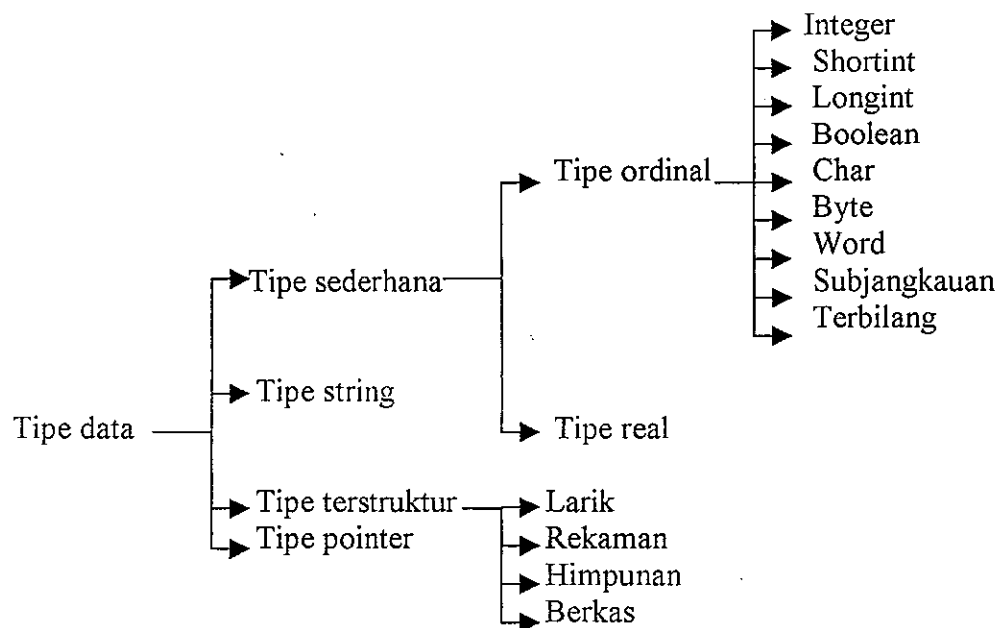 Integer
Shortint
Longint
Boolean
Tipe ordinal
Char
Byte
Word
Tipe sederhana
Subjangkauan
Terbilang
Tipe string
Tipe data
Tipe real
Tipe terstruktur
Larik
Tipe pointer
Rekaman
Himpunan
Berkas